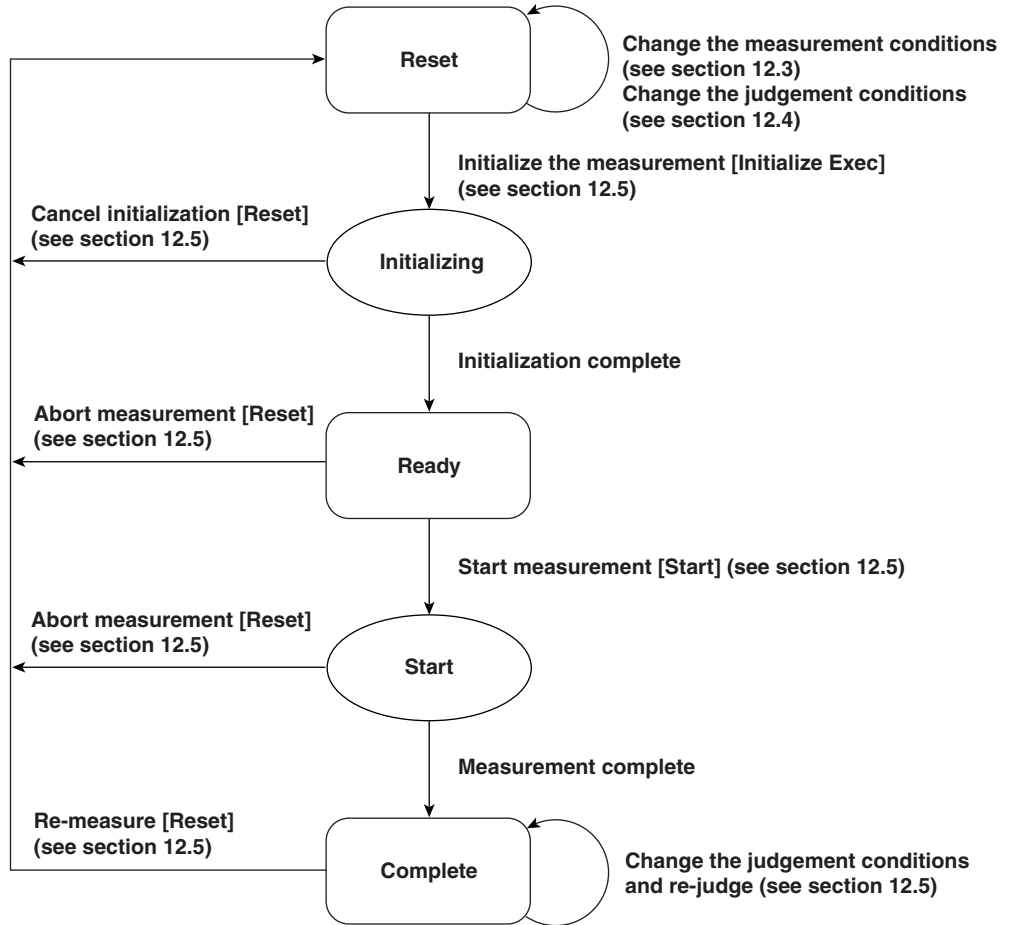 Reset
Change the measurement conditions
(see section 12.3)
Change the judgement conditions
(see section 12.4)
Initialize the measurement [Initialize Exec]
(see section 12.5)
Cancel initialization [Reset]
(see section 12.5)
Initializing
Initialization complete
Abort measurement [Reset]
(see section 12.5)
Ready
Start measurement [Start] (see section 12.5)
Abort measurement [Reset]
(see section 12.5)
Start
Measurement complete
Re-measure [Reset]
(see section 12.5)
Complete
Change the judgement conditions
and re-judge (see section 12.5)